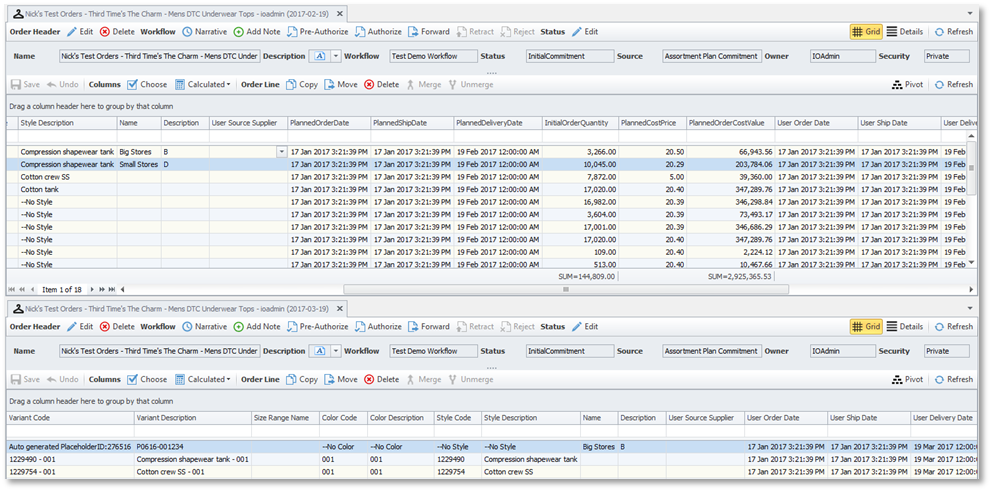 Nick's Test Orders - Third Time's The Charm - Mens DTC Underwear Tops - ioadmin (2017-02-19)
Order Header Edit Delete Workflow Narrative Add Note Pre-Authorize Authorize Forward Retract Reject Status Edit Grid Details Refresh
Name Nick's Test Orders - Third Time's The Charm - Mens DTC Under Description A Workflow Test Demo Workflow Status InitialCommitment Source Assortment Plan Commitment Owner IOAdmin Security Private
Save Undo Columns Choose Calculated Order Line Copy Move Delete Merge Unmerge Pivot Refresh
Drag a column header here to group by that column
Style Description Name Description User Source Supplier PlannedOrderDate PlannedShipDate PlannedDeliveryDate InitialOrderQuantity PlannedCostPrice PlannedOrderCostValue User Order Date User Ship Date User Delive
Compression shapewear tank Big Stores B 17 Jan 2017 3:21:39 PM 17 Jan 2017 3:21:39 PM 19 Feb 2017 12:00:00 AM 3,266.00 20.50 66,943.56 17 Jan 2017 3:21:39 PM 17 Jan 2017 3:21:39 PM 19 Feb
Compression shapewear tank Small Stores D 17 Jan 2017 3:21:39 PM 17 Jan 2017 3:21:39 PM 19 Feb 2017 12:00:00 AM 10,045.00 20.29 203,784.06 17 Jan 2017 3:21:39 PM 17 Jan 2017 3:21:39 PM 19 Feb
Cotton crew SS 17 Jan 2017 3:21:39 PM 17 Jan 2017 3:21:39 PM 19 Feb 2017 12:00:00 AM 7,872.00 5.00 39,360.00 17 Jan 2017 3:21:39 PM 17 Jan 2017 3:21:39 PM 19 Feb
Cotton tank 17 Jan 2017 3:21:39 PM 17 Jan 2017 3:21:39 PM 19 Feb 2017 12:00:00 AM 17,020.00 20.40 347,289.76 17 Jan 2017 3:21:39 PM 17 Jan 2017 3:21:39 PM 19 Feb
--No Style 17 Jan 2017 3:21:39 PM 17 Jan 2017 3:21:39 PM 19 Feb 2017 12:00:00 AM 16,982.00 20.39 346,298.84 17 Jan 2017 3:21:39 PM 17 Jan 2017 3:21:39 PM 19 Feb
--No Style 17 Jan 2017 3:21:39 PM 17 Jan 2017 3:21:39 PM 19 Feb 2017 12:00:00 AM 3,604.00 20.39 73,493.17 17 Jan 2017 3:21:39 PM 17 Jan 2017 3:21:39 PM 19 Feb
--No Style 17 Jan 2017 3:21:39 PM 17 Jan 2017 3:21:39 PM 19 Feb 2017 12:00:00 AM 17,001.00 20.39 346,686.29 17 Jan 2017 3:21:39 PM 17 Jan 2017 3:21:39 PM 19 Feb
--No Style 17 Jan 2017 3:21:39 PM 17 Jan 2017 3:21:39 PM 19 Feb 2017 12:00:00 AM 17,020.00 20.40 347,289.76 17 Jan 2017 3:21:39 PM 17 Jan 2017 3:21:39 PM 19 Feb
--No Style 17 Jan 2017 3:21:39 PM 17 Jan 2017 3:21:39 PM 19 Feb 2017 12:00:00 AM 109.00 20.40 2,224.12 17 Jan 2017 3:21:39 PM 17 Jan 2017 3:21:39 PM 19 Feb
--No Style 17 Jan 2017 3:21:39 PM 17 Jan 2017 3:21:39 PM 19 Feb 2017 12:00:00 AM 513.00 20.40 10,467.66 17 Jan 2017 3:21:39 PM 17 Jan 2017 3:21:39 PM 19 Feb
SUM=144,809.00 SUM=2,925,365.53
Item 1 of 18
Nick's Test Orders - Third Time's The Charm - Mens DTC Underwear Tops - ioadmin (2017-03-19)
Order Header Edit Delete Workflow Narrative Add Note Pre-Authorize Authorize Forward Retract Reject Status Edit Grid Details Refresh
Name Nick's Test Orders - Third Time's The Charm - Mens DTC Under Description A Workflow Test Demo Workflow Status InitialCommitment Source Assortment Plan Commitment Owner IOAdmin Security Private
Save Undo Columns Choose Calculated Order Line Copy Move Delete Merge Unmerge Pivot Refresh
Drag a column header here to group by that column
Variant Code Variant Description Size Range Name Color Code Color Description Style Code Style Description Name Description User Source Supplier User Order Date User Ship Date User Delivery Date
Auto generated PlaceholderID:276516 P0616-001234 --No Color --No Color --No Style --No Style Big Stores B 17 Jan 2017 3:21:39 PM 17 Jan 2017 3:21:39 PM 19 Mar 2017 12:00:
1229490 - 001 Compression shapewear tank - 001 001 001 1229490 Compression shapewear tank 17 Jan 2017 3:21:39 PM 17 Jan 2017 3:21:39 PM 19 Mar 2017 12:00:
1229754 - 001 Cotton crew SS - 001 001 001 1229754 Cotton crew SS 17 Jan 2017 3:21:39 PM 17 Jan 2017 3:21:39 PM 19 Mar 2017 12:00: